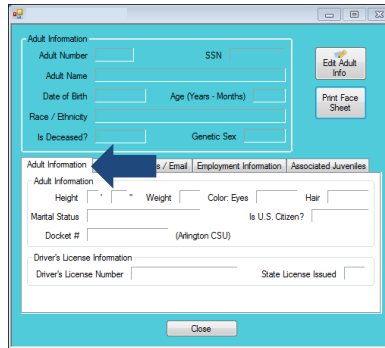 Adult Information
Adult Number SSN
Edit Adult
Info
Adult Name
Date of Birth Age (Years - Months)
Print Face
Sheet
Race / Ethnicity
Is Deceased? Genetic Sex
Adult Information / Email Employment Information Associated Juveniles
Adult Information
Height ' " Weight Color: Eyes Hair
Marital Status Is U.S. Citizen?
Docket # (Arlington CSU)
Driver's License Information
Driver's License Number State License Issued
Close